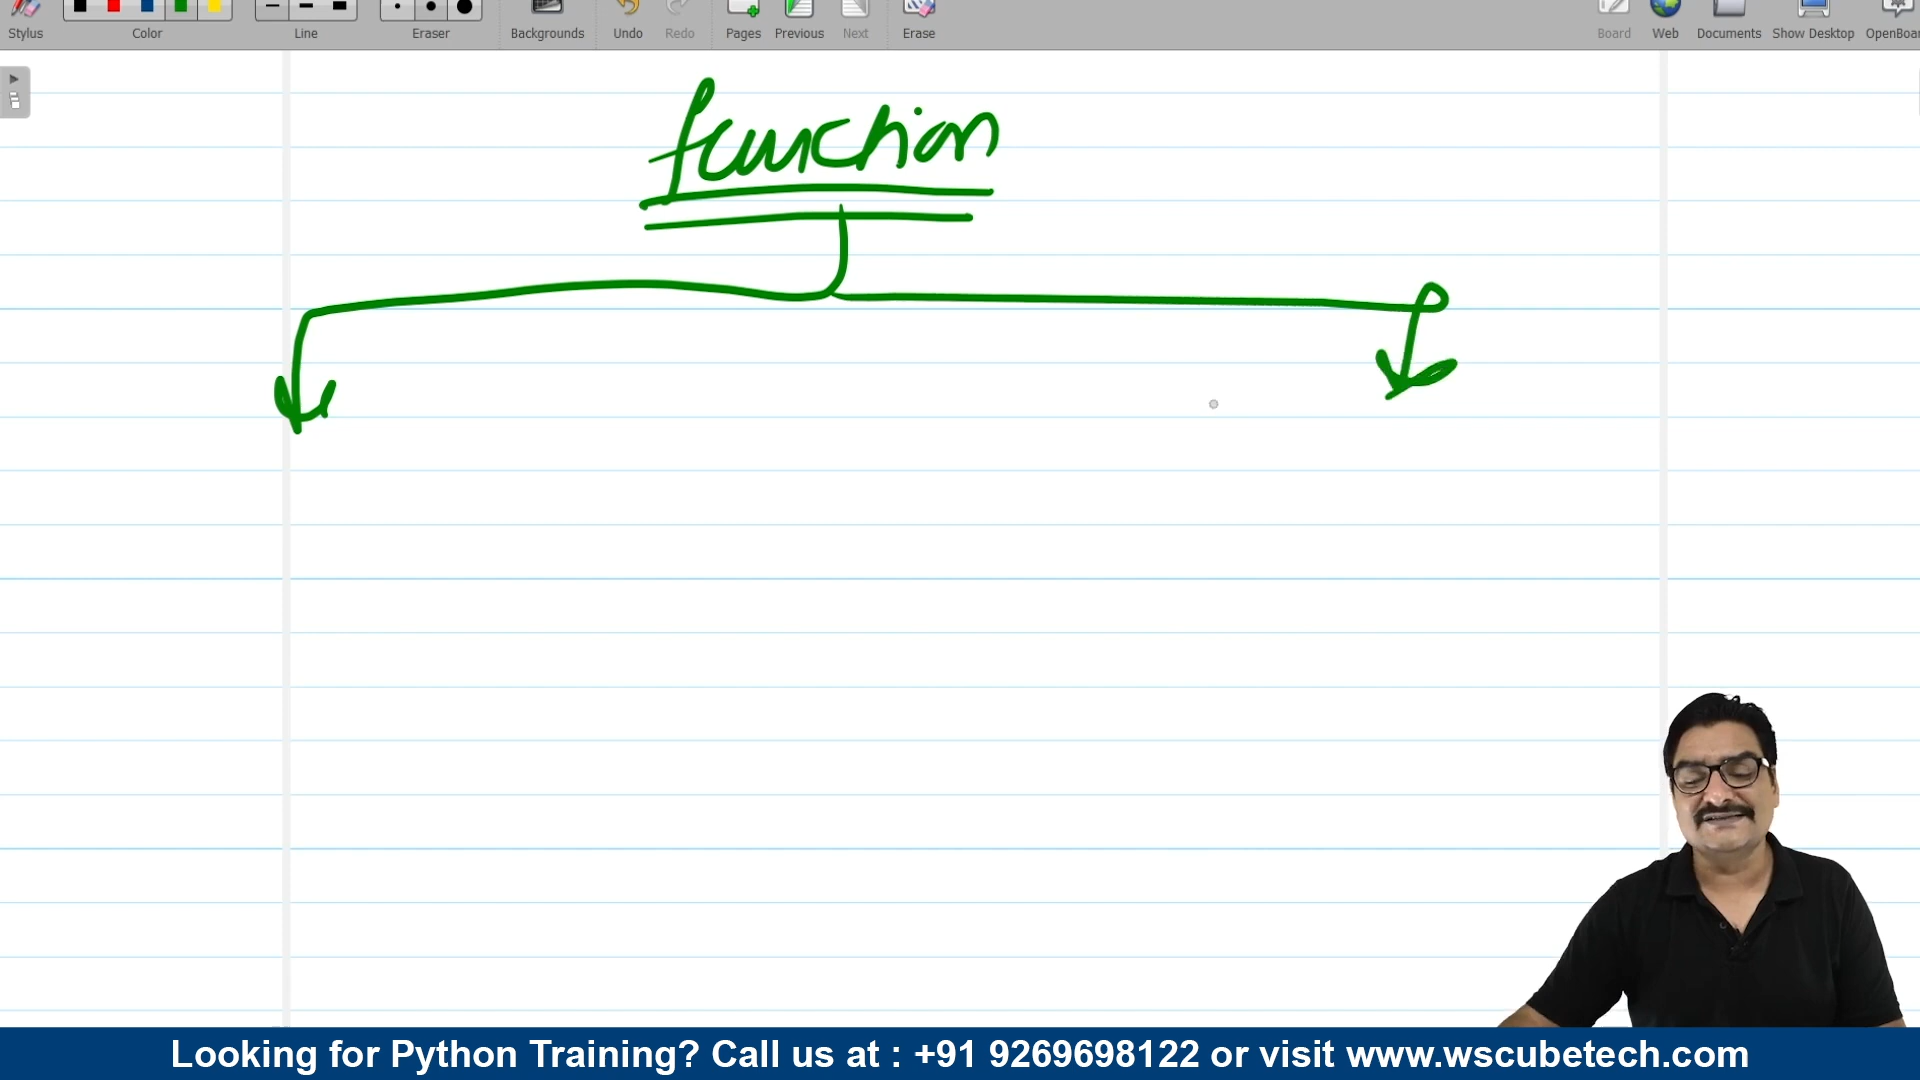 Stylus Color Line Eraser Backgrounds Undo Redo Pages Previous Next Erase Board Web Documents Show Desktop OpenBoar
function
Looking for Python Training? Call us at : +91 9269698122 or visit www.wscubetech.com